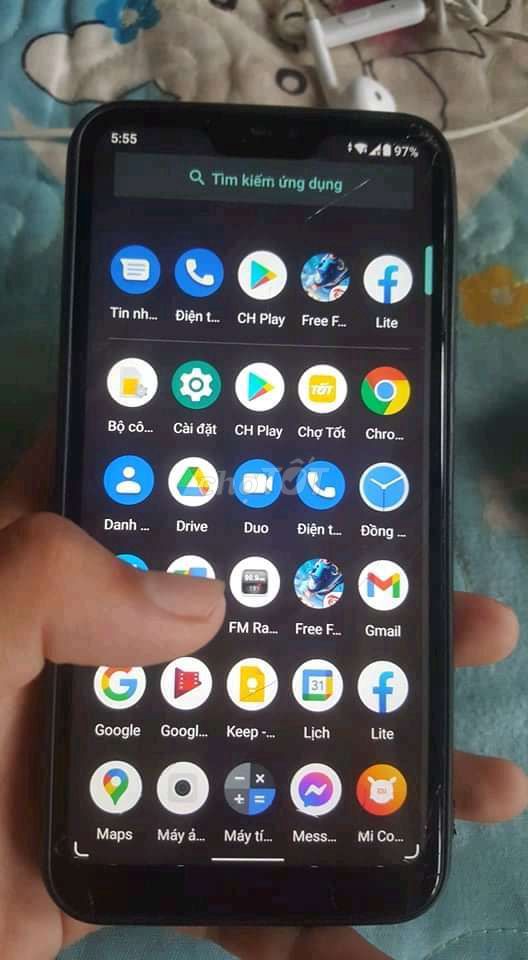 5:55 97%
Tìm kiếm ứng dụng
Tin nh... Điện t... CH Play Free F... Lite
TỐT
Bộ cô... Cài đặt CH Play Chợ Tốt Chro...
chợTỐT
Danh ... Drive Duo Điện t... Đồng ...
FM Ra... Free F... Gmail
31
Google Googl... Keep -... Lịch Lite
Maps Máy ả... Máy tí... Mess... Mi Co...